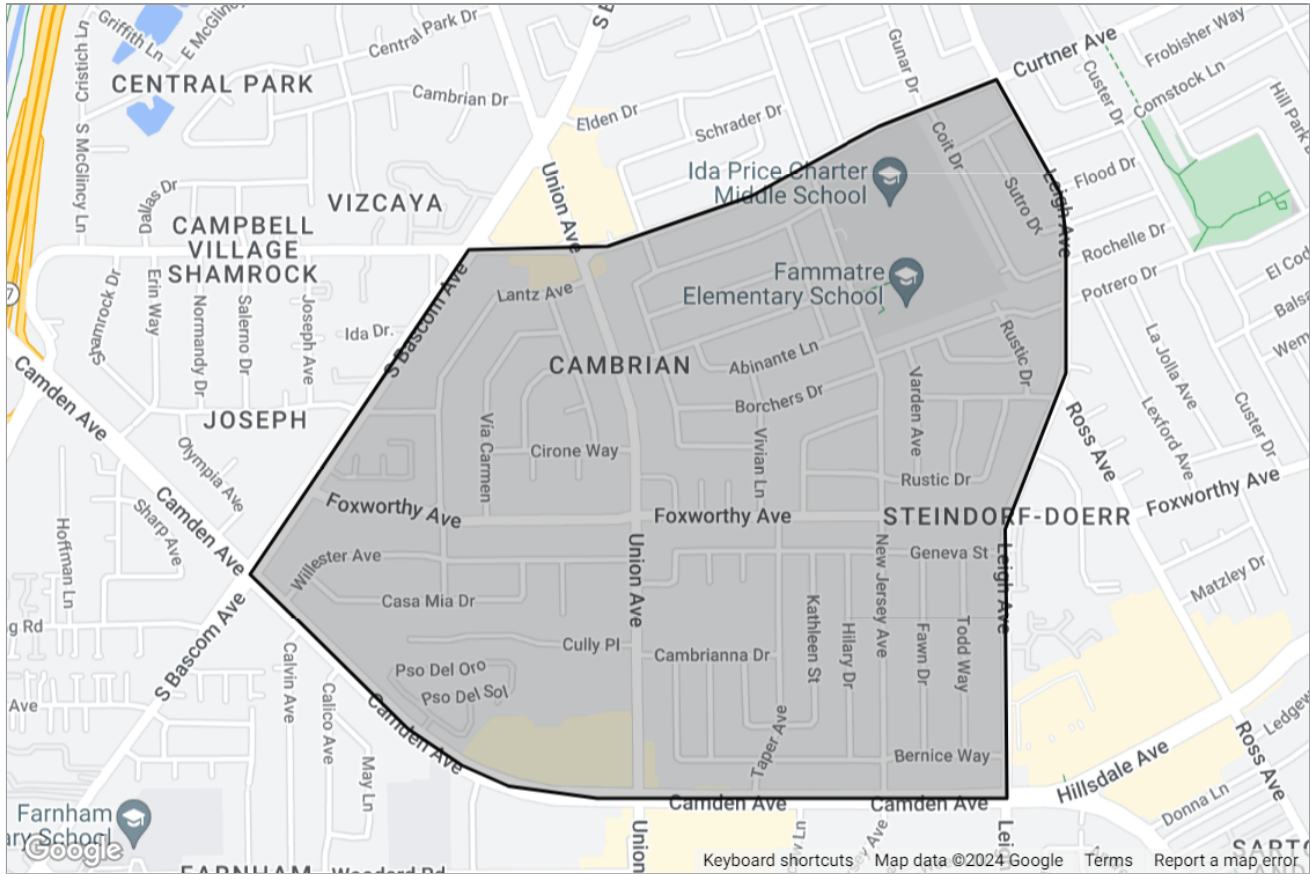 Griffith Ln
E McGlincy Ln
Cristich Ln
S McGlincy Ln
CENTRAL PARK
Central Park Dr
Cambrian Dr
Elden Dr
Schrader Dr
Gunar Dr
Curtner Ave
Frobisher Way
Custer Dr
Comstock Ln
Coit Dr
Union Ave
Ida Price Charter
Middle School
Sutro Dr
Leigh Ave
Flood Dr
Dallas Dr
VIZCAYA
CAMPBELL
VILLAGE
SHAMROCK
Rochelle Dr
Potrero Dr
Shamrock Dr
Erin Way
Normandy Dr
Salerno Dr
Joseph Ave
Ida Dr.
S Bascom Ave
Lantz Ave
Fammatre
Elementary School
Abinante Ln
Rustic Dr
La Jolla Ave
CAMBRIAN
Camden Ave
JOSEPH
Borchers Dr
Varden Ave
Lexford Ave
Custer Dr
Ross Ave
Olympia Ave
Via Carmen
Cirone Way
Vivian Ln
Rustic Dr
Sharp Ave
Camden Ave
Hoffman Ln
Foxworthy Ave
Foxworthy Ave
STEINDORF-DOERR
Foxworthy Ave
Willester Ave
Union Ave
New Jersey Ave
Geneva St
Leigh Ave
Matzley Dr
Casa Mia Dr
Kathleen St
Hilary Dr
Fawn Dr
Todd Way
S Bascom Ave
Cully Pl
Cambrianna Dr
Calvin Ave
Calico Ave
Pso Del Oro
Pso Del Sol
Camden Ave
Taper Ave
Bernice Way
May Ln
Hillsdale Ave
Ross Ave
Camden Ave
Camden Ave
Donna Ln
Farnham
Union
Google
FARNHAM
Woodard Rd
Keyboard shortcuts
Map data ©2024 Google
Terms
Report a map error